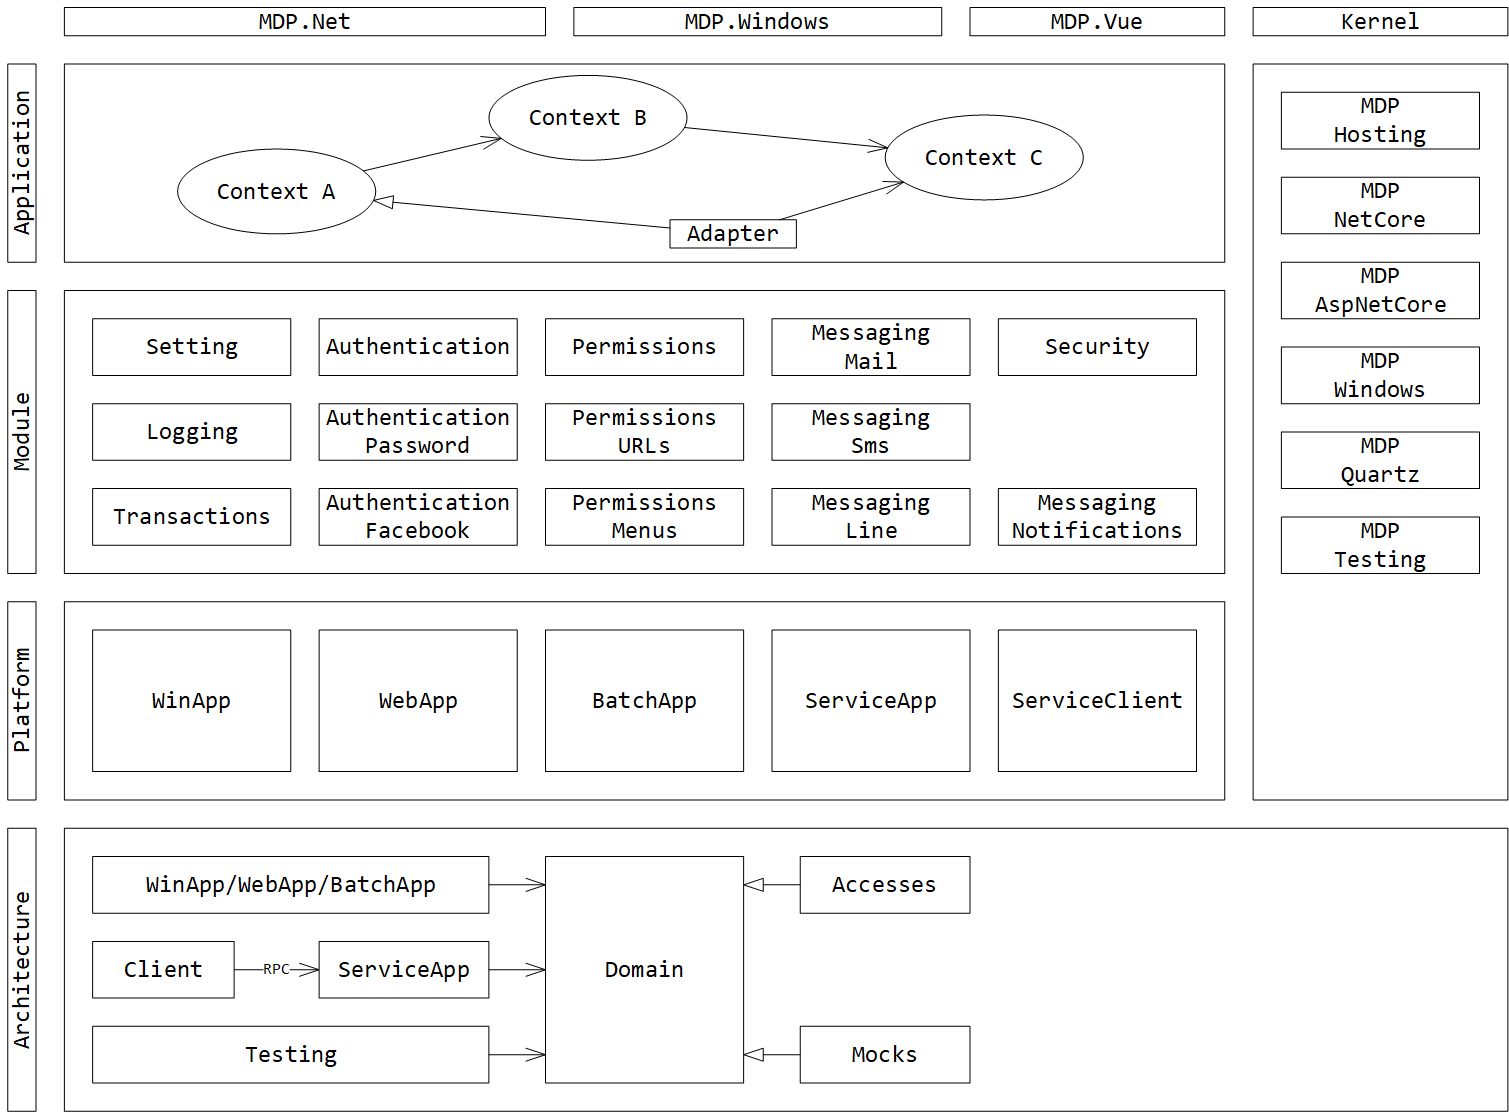 MDP.Net
MDP.Windows
MDP.Vue
Kernel
Application
Context A
Context B
Context C
Adapter
Module
Setting
Authentication
Permissions
Messaging
Mail
Security
Logging
Authentication
Password
Permissions
URLs
Messaging
Sms
Transactions
Authentication
Facebook
Permissions
Menus
Messaging
Line
Messaging
Notifications
Platform
WinApp
WebApp
BatchApp
ServiceApp
ServiceClient
MDP
Hosting
MDP
NetCore
MDP
AspNetCore
MDP
Windows
MDP
Quartz
MDP
Testing
Architecture
WinApp/WebApp/BatchApp
Client
RPC
ServiceApp
Testing
Domain
Accesses
Mocks